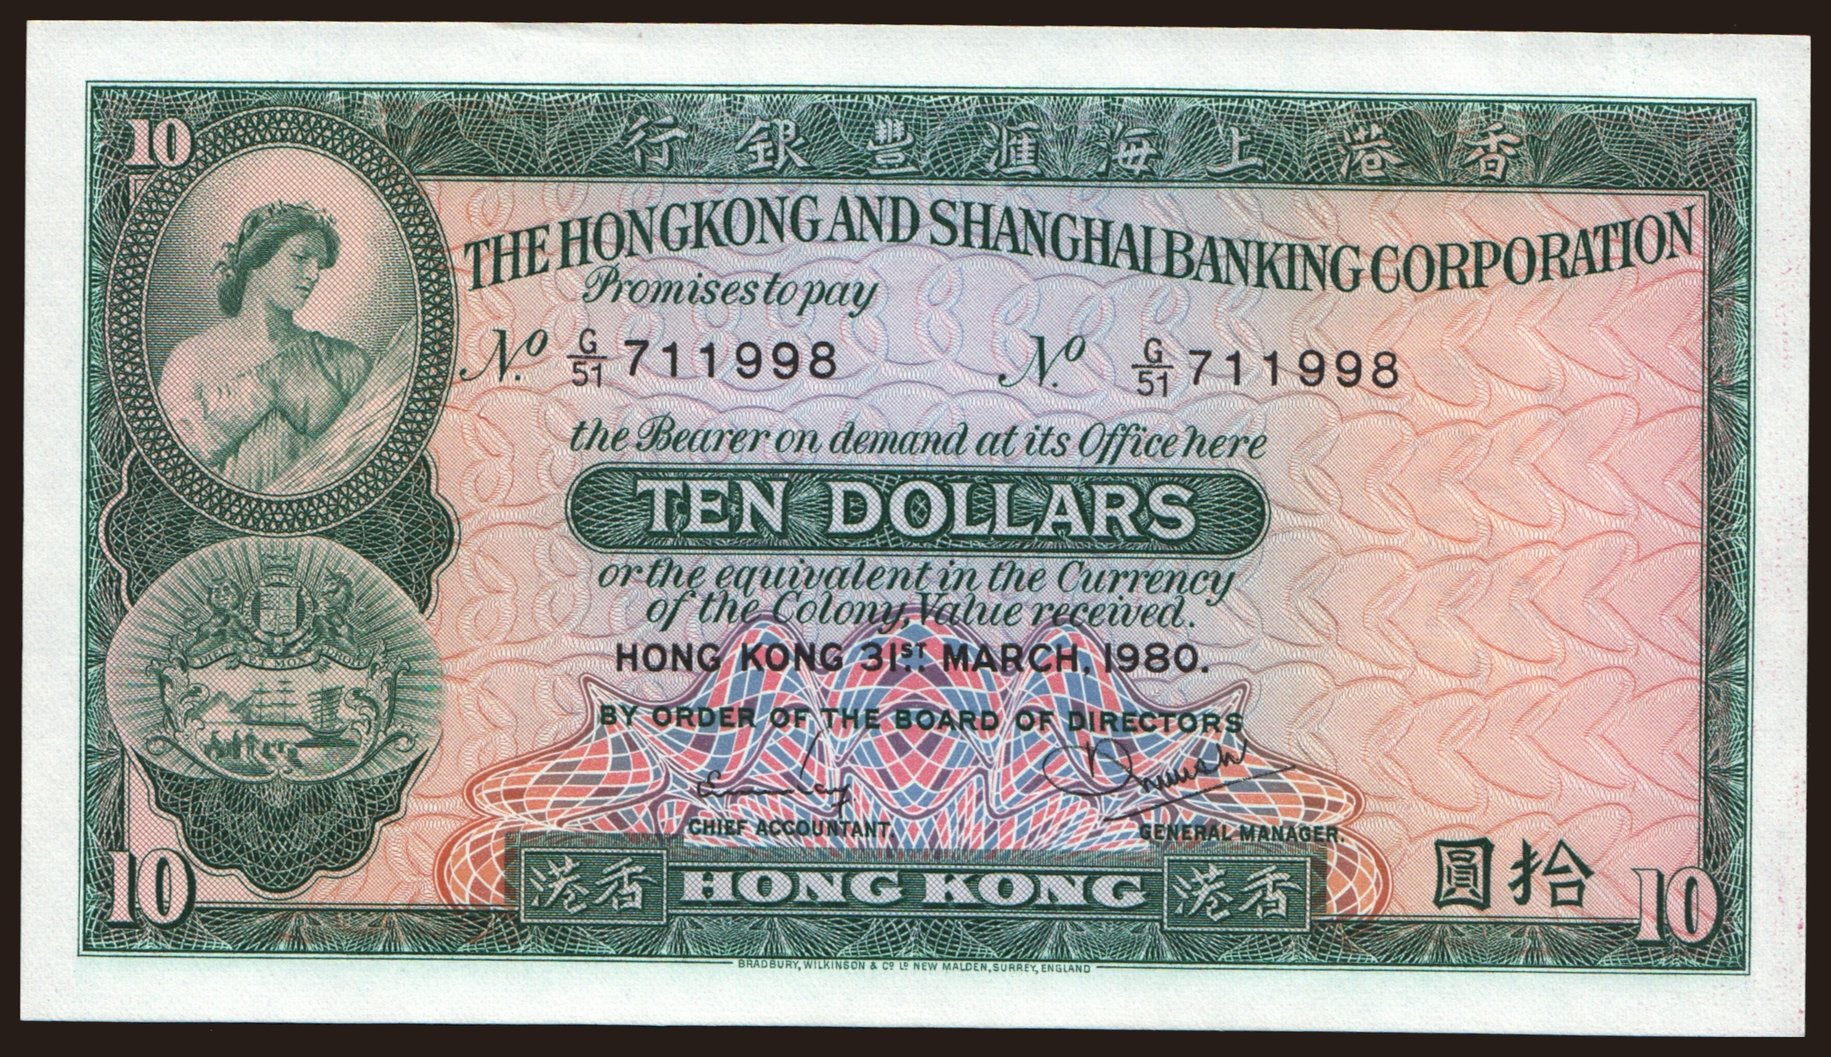 10
行銀豐滙海上港香
THE HONGKONG AND SHANGHAI BANKING CORPORATION
Promises to pay
No. G/51 711998 No. G/51 711998
the Bearer on demand at its Office here
TEN DOLLARS
or the equivalent in the Currency
of the Colony, Value received.
HONG KONG 31ST MARCH, 1980.
BY ORDER OF THE BOARD OF DIRECTORS
CHIEF ACCOUNTANT. GENERAL MANAGER.
圓拾
10 港香 HONG KONG 港香 10
BRADBURY, WILKINSON & Co. Ld. NEW MALDEN, SURREY, ENGLAND